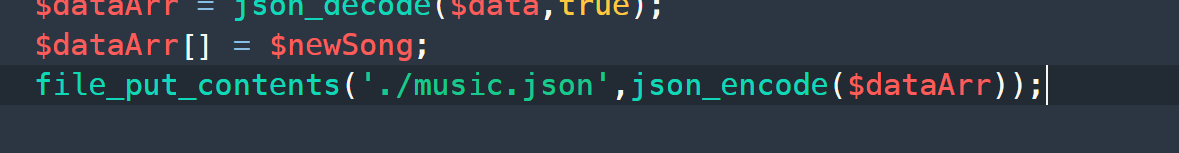 $dataArr = json_decode($data,true);
$dataArr[] = $newSong;
file_put_contents('./music.json',json_encode($dataArr));